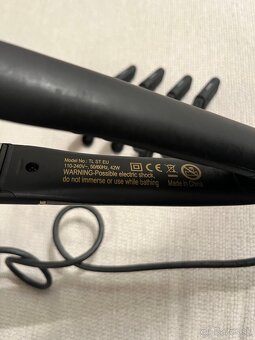 Model No : TL ST EU
110-240V~, 50/60Hz, 42W
WARNING-Possible electric shock,
do not immerse or use while bathing
Made in China